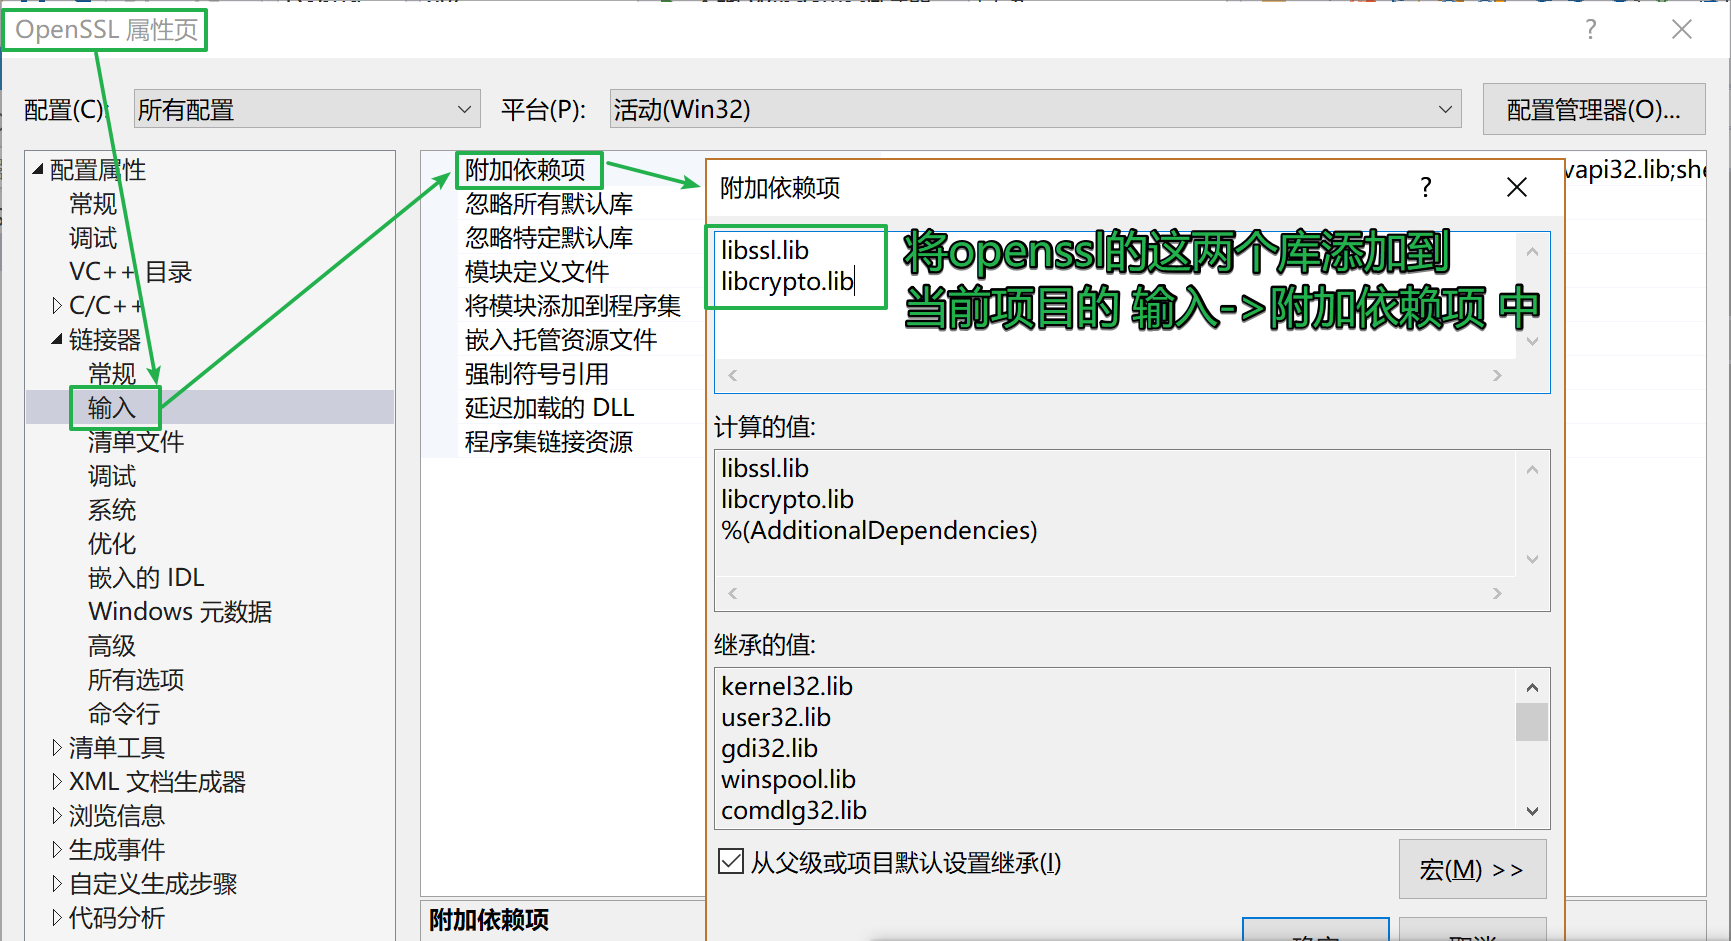 OpenSSL 属性页
?
配置(C):
所有配置
平台(P):
活动(Win32)
配置管理器(O)...
配置属性
常规
调试
VC++ 目录
C/C++
链接器
常规
输入
清单文件
调试
系统
优化
嵌入的 IDL
Windows 元数据
高级
所有选项
命令行
清单工具
XML 文档生成器
浏览信息
生成事件
自定义生成步骤
代码分析
附加依赖项
忽略所有默认库
忽略特定默认库
模块定义文件
将模块添加到程序集
嵌入托管资源文件
强制符号引用
延迟加载的 DLL
程序集链接资源
vapi32.lib;she
附加依赖项
?
libssl.lib
libcrypto.lib
将openssl的这两个库添加到
当前项目的 输入->附加依赖项 中
计算的值:
libssl.lib
libcrypto.lib
%(AdditionalDependencies)
继承的值:
kernel32.lib
user32.lib
gdi32.lib
winspool.lib
comdlg32.lib
从父级或项目默认设置继承(I)
宏(M) >>
确定
取消
附加依赖项